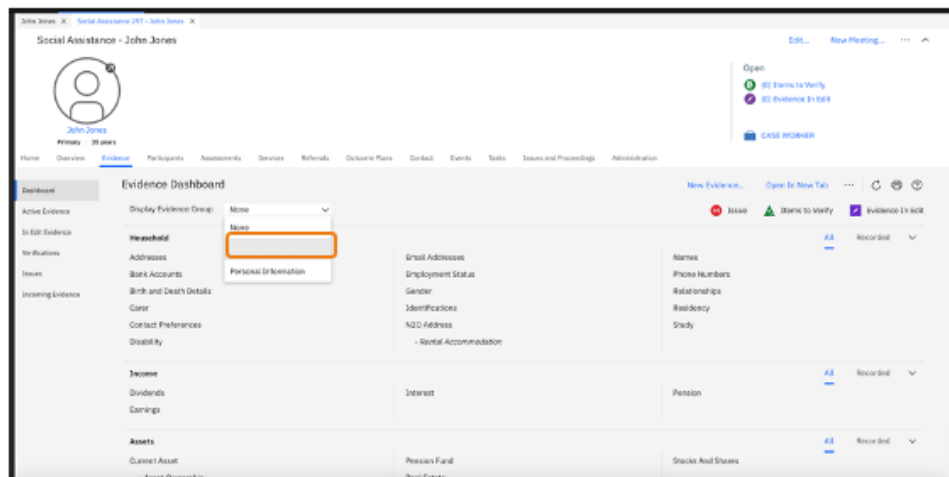 John Jones X Social Assistance 297 - John Jones X
Social Assistance - John Jones
Edit... New Meeting... ...
Open
(0) Items to Verify
(0) Evidence In Edit
CASE WORKER
John Jones
Primary
Home Overview Evidence Participants Assessments Services Referrals Outcome Plans Contact Events Tasks Issues and Proceedings Administration
Dashboard
Active Evidence
In Edit Evidence
Verifications
Issues
Incoming Evidence
Evidence Dashboard
New Evidence... Open In New Tab ...
Display Evidence Group: None
Issue Items to Verify Evidence In Edit
None
Personal Information
Household All Recorded
Addresses Email Addresses Names
Bank Accounts Employment Status Phone Numbers
Birth and Death Details Gender Relationships
Carer Identifications Residency
Contact Preferences N2O Address Study
Disability - Rental Accommodation
Income All Recorded
Dividends Interest Pension
Earnings
Assets All Recorded
Current Asset Pension Fund Stocks And Shares
- Asset Ownership Real Estate